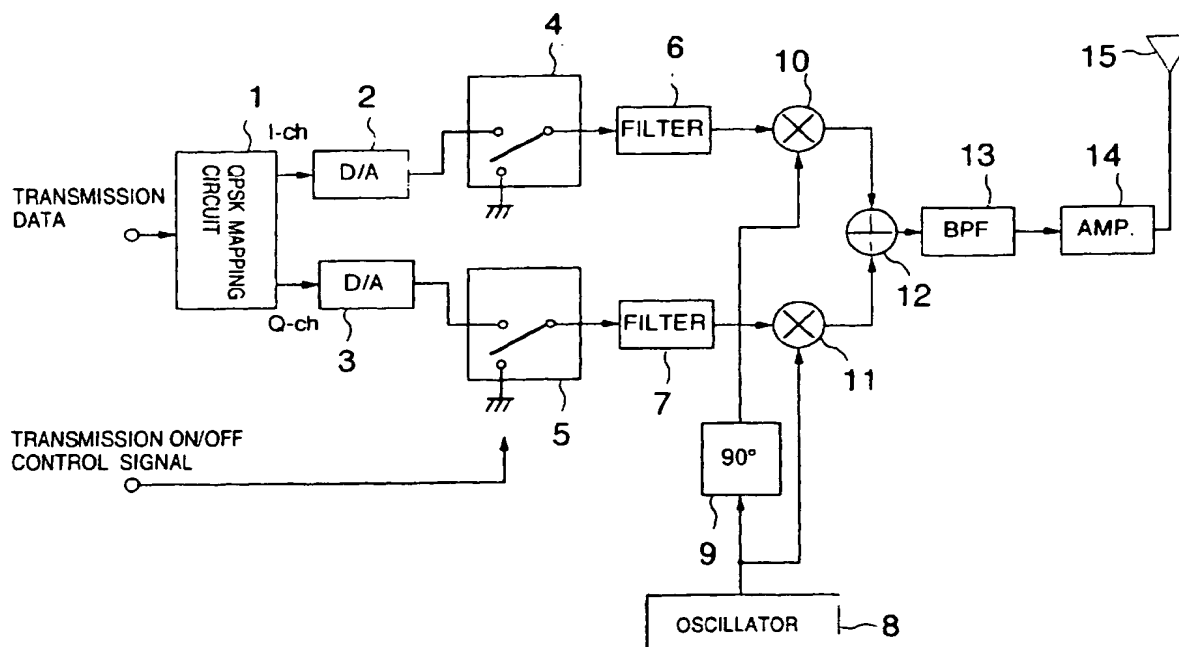 4
6
10
15
1
I-ch
2
FILTER
13
14
QPSK MAPPING
CIRCUIT
D/A
TRANSMISSION
DATA
BPF
AMP.
12
D/A
FILTER
Q-ch
3
7
11
5
TRANSMISSION ON/OFF
CONTROL SIGNAL
90°
9
OSCILLATOR
8